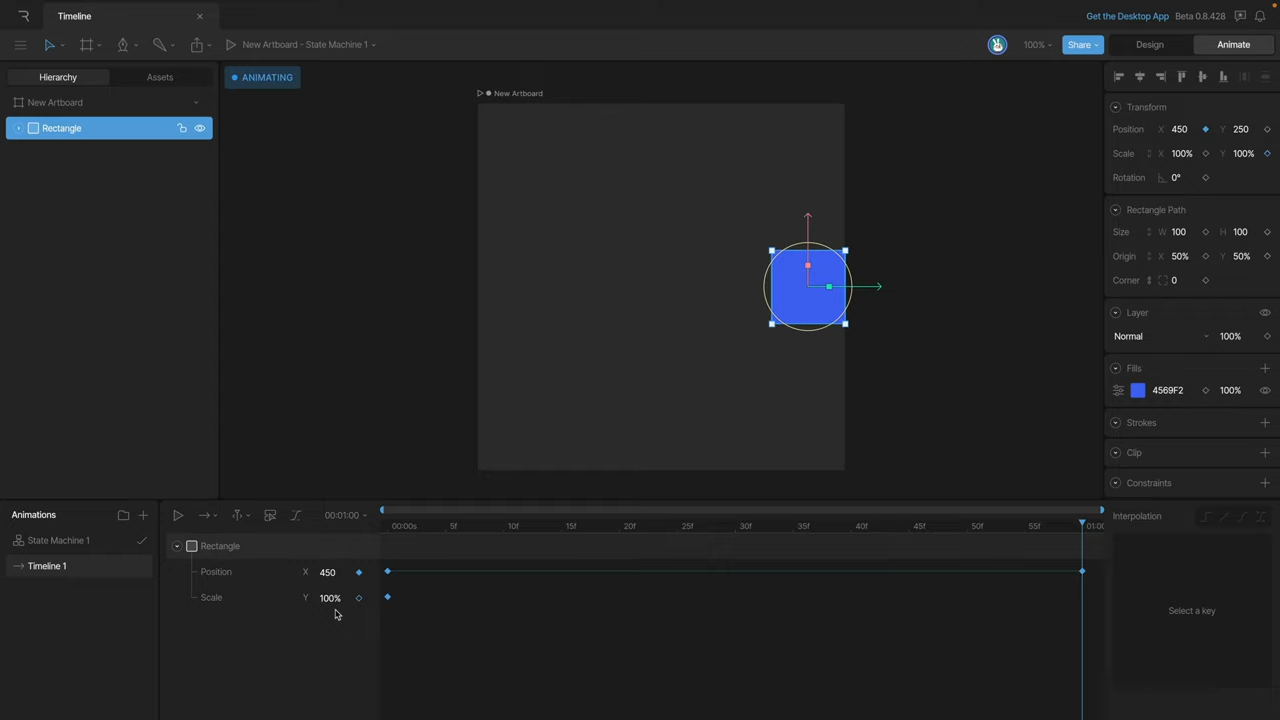 Timeline
Get the Desktop App Beta 0.8.428
New Artboard - State Machine 1
100% Share Design Animate
Hierarchy Assets
ANIMATING
New Artboard
New Artboard
Rectangle
Transform
Position X 450 Y 250
Scale X 100% Y 100%
Rotation 0°
Rectangle Path
Size W 100 H 100
Origin X 50% Y 50%
Corner 0
Layer
Normal 100%
Fills
4569F2 100%
Strokes
Clip
Constraints
Animations
00:01:00
Interpolation
00:00s 5f 10f 15f 20f 25f 30f 35f 40f 45f 50f 55f 01:00
State Machine 1
Timeline 1
Rectangle
Position X 450
Scale Y 100%
Select a key